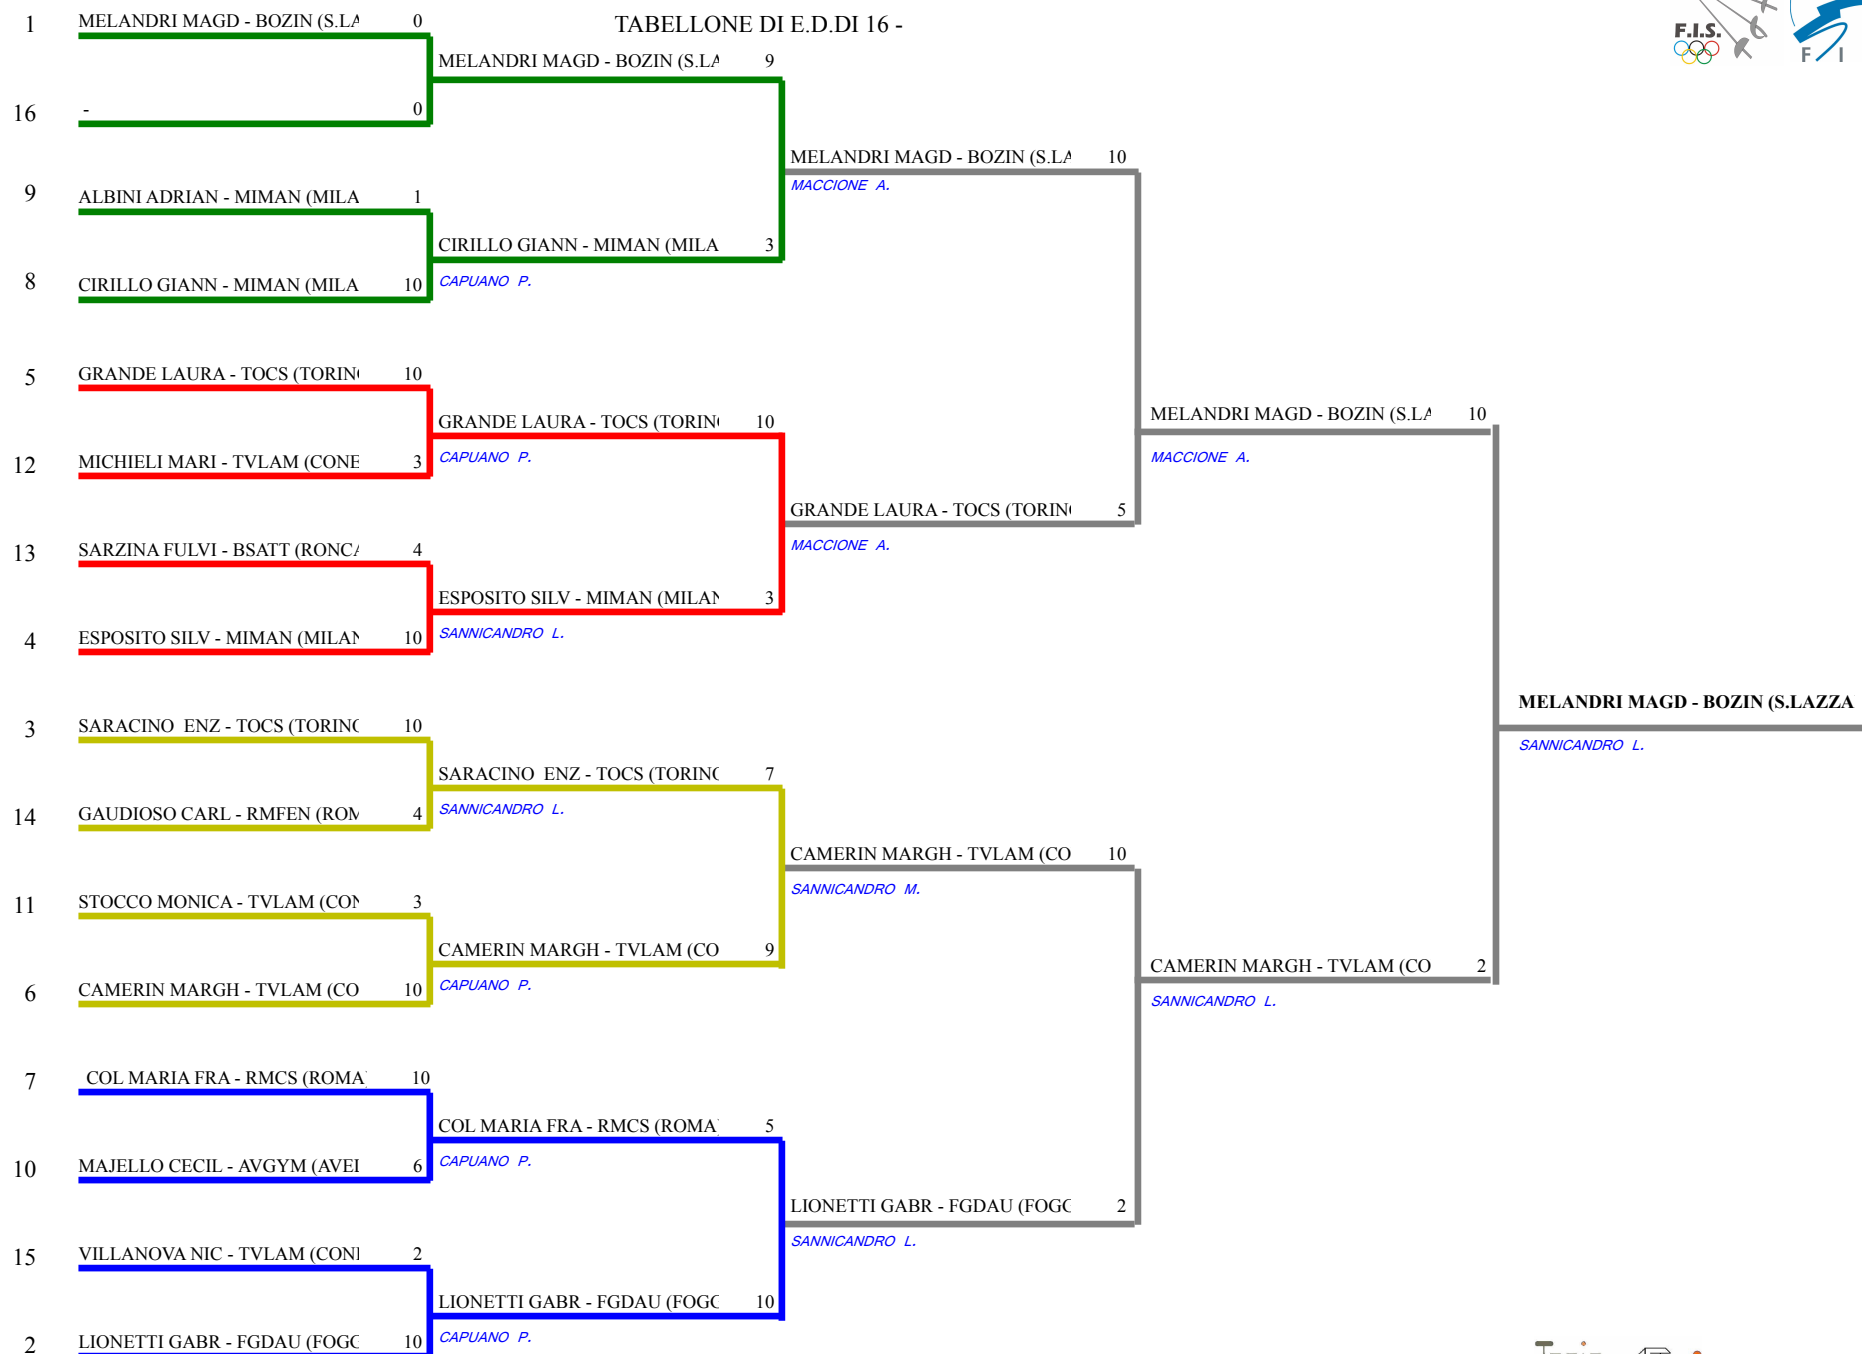 TABELLONE DI E.D.DI 16 -
F.I.S.
F I
1 MELANDRI MAGD - BOZIN (S.LA 0
MELANDRI MAGD - BOZIN (S.LA 9
16 - 0
MELANDRI MAGD - BOZIN (S.LA 10
MACCIONE A.
9 ALBINI ADRIAN - MIMAN (MILA 1
CIRILLO GIANN - MIMAN (MILA 3
CAPUANO P.
8 CIRILLO GIANN - MIMAN (MILA 10
5 GRANDE LAURA - TOCS (TORIN 10
MELANDRI MAGD - BOZIN (S.LA 10
MACCIONE A.
GRANDE LAURA - TOCS (TORIN 10
CAPUANO P.
12 MICHIELI MARI - TVLAM (CONE 3
GRANDE LAURA - TOCS (TORIN 5
MACCIONE A.
13 SARZINA FULVI - BSATT (RONCA 4
ESPOSITO SILV - MIMAN (MILAN 3
SANNICANDRO L.
4 ESPOSITO SILV - MIMAN (MILAN 10
MELANDRI MAGD - BOZIN (S.LAZZA
SANNICANDRO L.
3 SARACINO ENZ - TOCS (TORINO 10
SARACINO ENZ - TOCS (TORINO 7
SANNICANDRO L.
14 GAUDIOSO CARL - RMFEN (ROM 4
CAMERIN MARGH - TVLAM (CO 10
SANNICANDRO M.
11 STOCCO MONICA - TVLAM (CON 3
CAMERIN MARGH - TVLAM (CO 9
CAPUANO P.
CAMERIN MARGH - TVLAM (CO 2
SANNICANDRO L.
6 CAMERIN MARGH - TVLAM (CO 10
7 COL MARIA FRA - RMCS (ROMA) 10
COL MARIA FRA - RMCS (ROMA) 5
CAPUANO P.
10 MAJELLO CECIL - AVGYM (AVEL 6
LIONETTI GABR - FGDAU (FOGG 2
SANNICANDRO L.
15 VILLANOVA NIC - TVLAM (CONE 2
LIONETTI GABR - FGDAU (FOGG 10
CAPUANO P.
2 LIONETTI GABR - FGDAU (FOGG 10